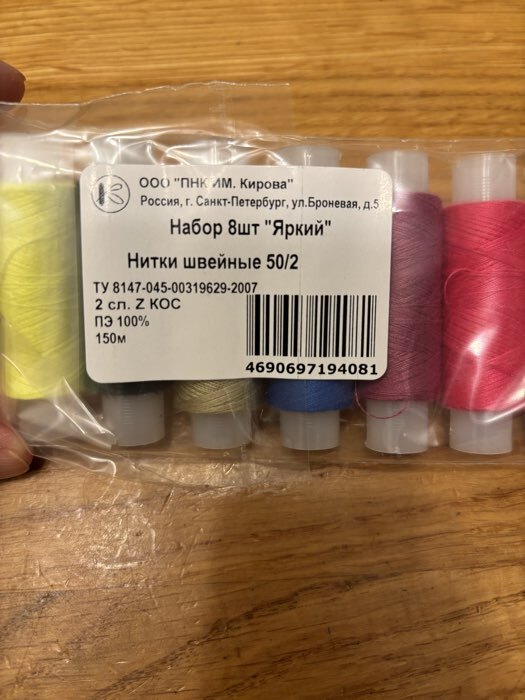 ООО "ПНК ИМ. Кирова"
Россия, г. Санкт-Петербург, ул.Броневая, д.5
Набор 8шт "Яркий"
Нитки швейные 50/2
ТУ 8147-045-00319629-2007
2 сл. Z КОС
ПЭ 100%
150м
4690697194081